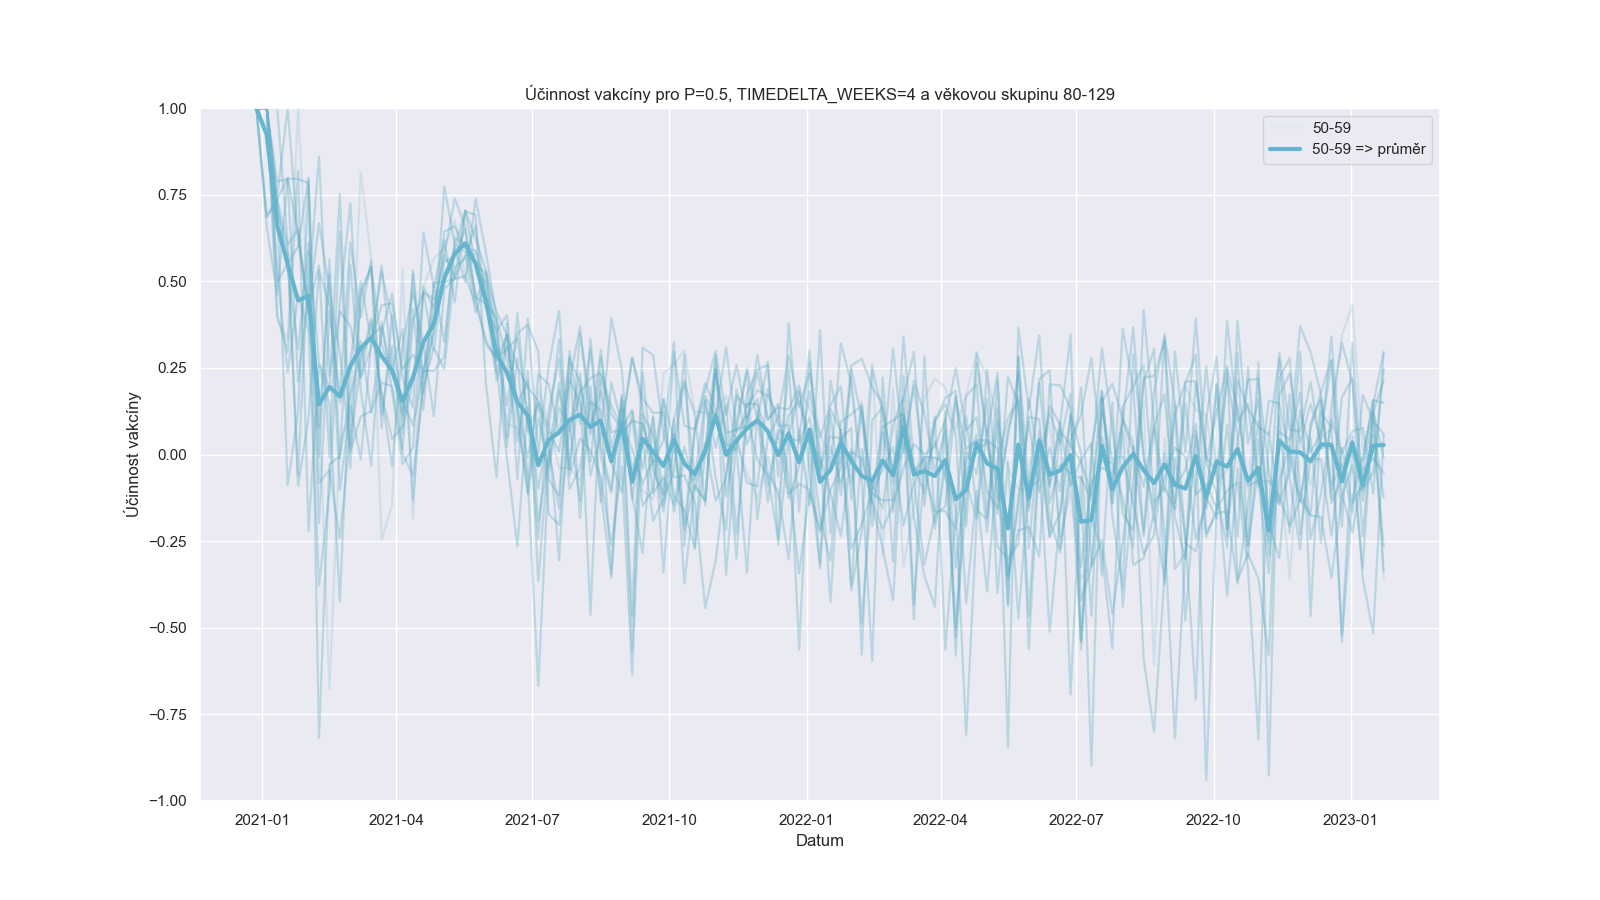 Účinnost vakcíny pro P=0.5, TIMEDELTA_WEEKS=4 a věkovou skupinu 80-129
50-59
50-59 => průměr
1.00
0.75
0.50
0.25
0.00
−0.25
−0.50
−0.75
−1.00
Účinnost vakcíny
2021-01 2021-04 2021-07 2021-10 2022-01 2022-04 2022-07 2022-10 2023-01
Datum